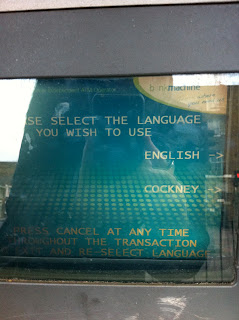 machine
SE SELECT THE LANGUAGE
YOU WISH TO USE
ENGLISH
COCKNEY
PRESS CANCEL AT ANY TIME
THROUGHOUT THE TRANSACTION
AND RE-SELECT LANGUAGE